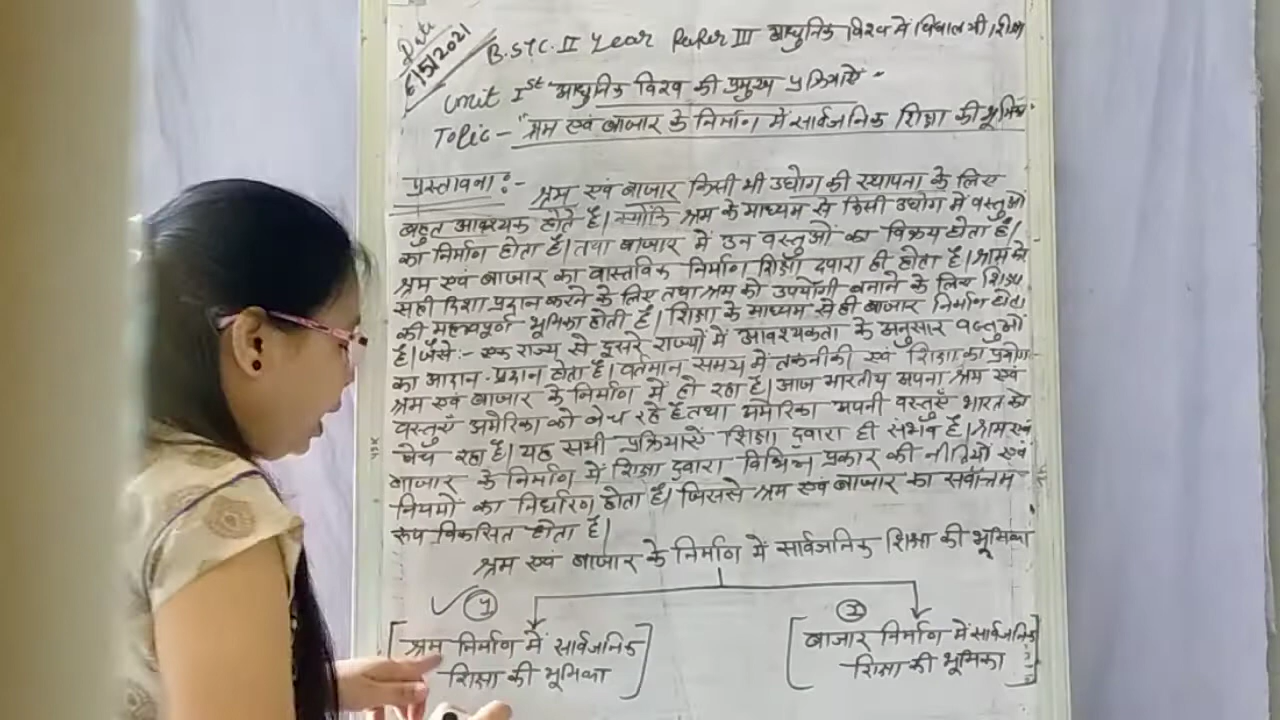 Date
6/5/2021
B.STC. II Year Paper III आधुनिक विश्व में विद्यालयी शिक्षा
Unit Ist "आधुनिक विश्व की प्रमुख प्रक्रियायें"
Topic- "श्रम एवं बाजार के निर्माण में सार्वजनिक शिक्षा की भूमिका"
प्रस्तावना:- श्रम एवं बाजार किसी भी उद्योग की स्थापना के लिए
बहुत आवश्यक होते हैं। क्योंकि श्रम के माध्यम से किसी उद्योग में वस्तुओं
का निर्माण होता है। तथा बाजार में उन वस्तुओं का विक्रय होता है।
श्रम एवं बाजार का वास्तविक निर्माण शिक्षा द्वारा ही होता है। श्रम को
सही दिशा प्रदान करने के लिए तथा श्रम को उपयोगी बनाने के लिए शिक्षा
की महत्वपूर्ण भूमिका होती है। शिक्षा के माध्यम से ही बाजार निर्माण होता
है। जैसे:- एक राज्य से दूसरे राज्यों में आवश्यकता के अनुसार वस्तुओं
का आदान-प्रदान होता है। वर्तमान समय में तकनीकी एवं शिक्षा का प्रयोग
श्रम एवं बाजार के निर्माण में हो रहा है। आज भारतीय अपना श्रम एवं
वस्तुएँ अमेरिका को बेच रहे हैं तथा अमेरिका अपनी वस्तुएँ भारत को
बेच रहा है। यह सभी प्रक्रियाएें शिक्षा द्वारा ही संभव है। श्रम एवं
बाजार के निर्माण में शिक्षा द्वारा विभिन्न प्रकार की नीतियों एवं
नियमों का निर्धारण होता है। जिससे श्रम एवं बाजार का सर्वोत्तम
रूप विकसित होता है।
श्रम एवं बाजार के निर्माण में सार्वजनिक शिक्षा की भूमिका
श्रम निर्माण में सार्वजनिक
शिक्षा की भूमिका
बाजार निर्माण में सार्वजनिक
शिक्षा की भूमिका